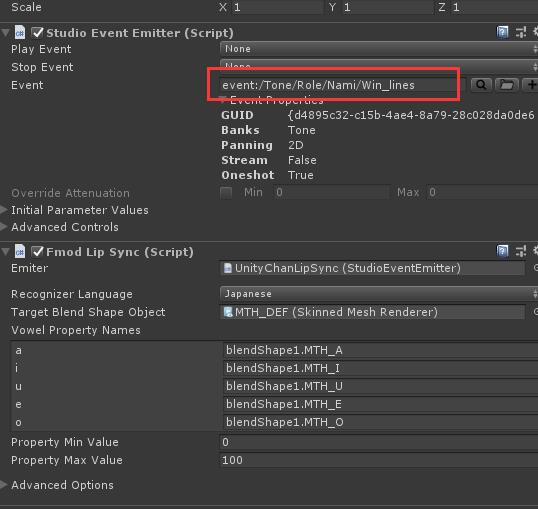 Scale X 1 Y 1 Z 1
Studio Event Emitter (Script)
Play Event None
Stop Event None
Event event:/Tone/Role/Nami/Win_lines
Event Properties
GUID {d4895c32-c15b-4ae4-8a79-28c028da0de6
Banks Tone
Panning 2D
Stream False
Oneshot True
Override Attenuation Min 0 Max 0
Initial Parameter Values
Advanced Controls
Fmod Lip Sync (Script)
Emiter UnityChanLipSync (StudioEventEmitter)
Recognizer Language Japanese
Target Blend Shape Object MTH_DEF (Skinned Mesh Renderer)
Vowel Property Names
a blendShape1.MTH_A
i blendShape1.MTH_I
u blendShape1.MTH_U
e blendShape1.MTH_E
o blendShape1.MTH_O
Property Min Value 0
Property Max Value 100
Advanced Options